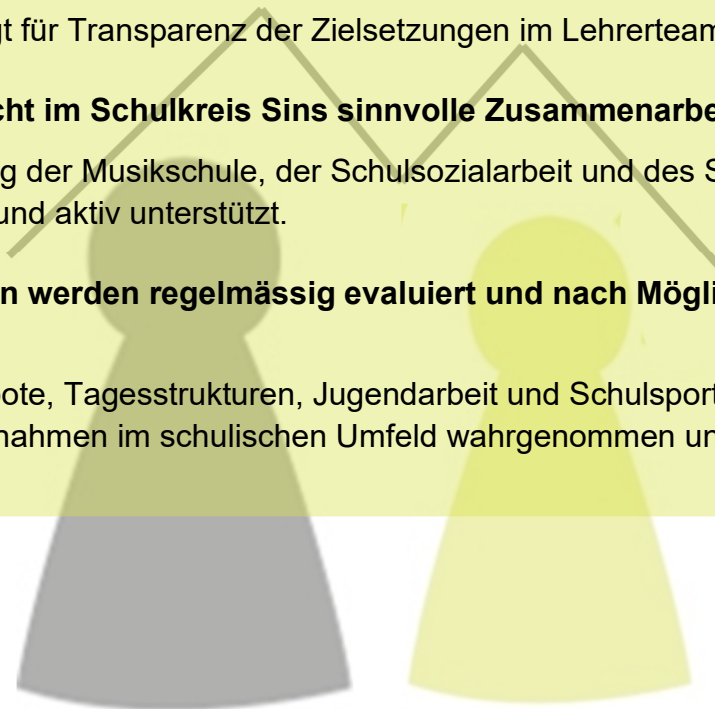 gt für Transparenz der Zielsetzungen im Lehrerteam
cht im Schulkreis Sins sinnvolle Zusammenarbe
g der Musikschule, der Schulsozialarbeit und des S
und aktiv unterstützt.
n werden regelmässig evaluiert und nach Mögli
ote, Tagesstrukturen, Jugendarbeit und Schulsport
nahmen im schulischen Umfeld wahrgenommen un